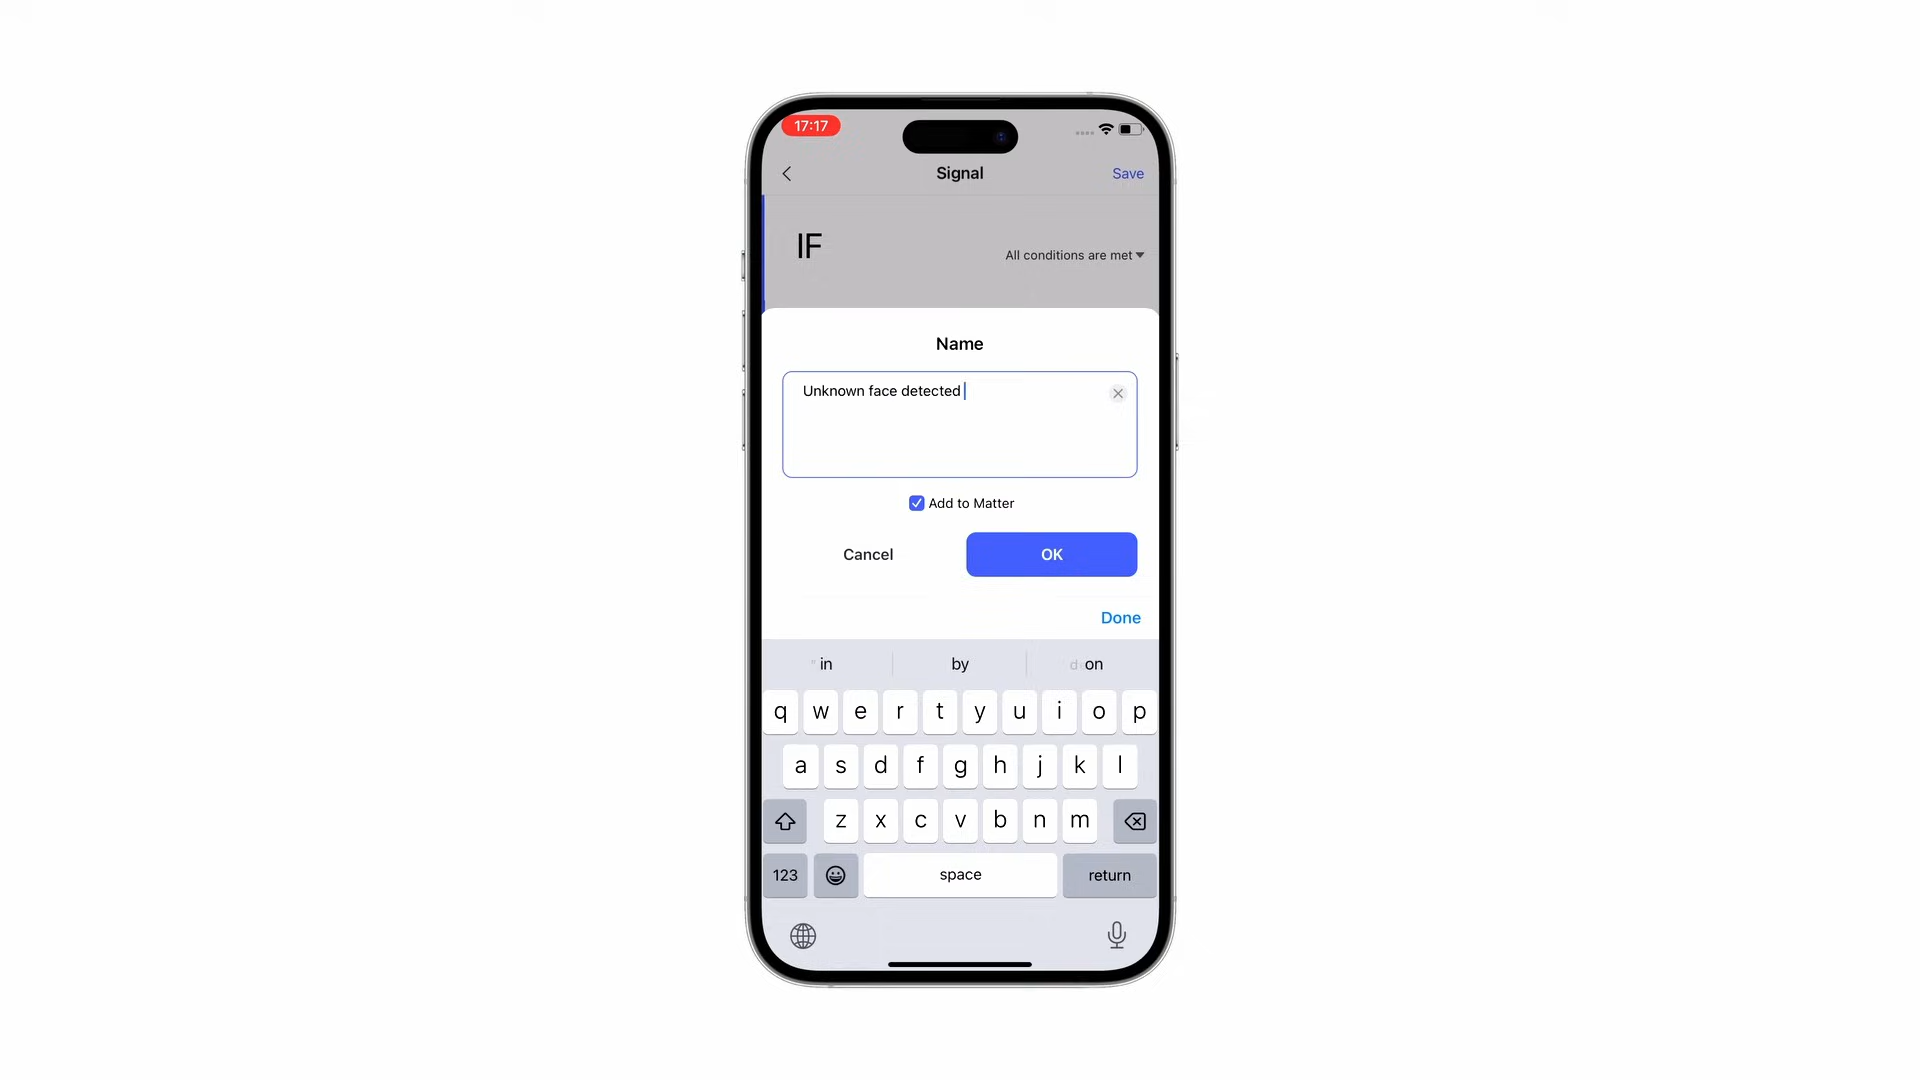 17:17
Signal
Save
IF
All conditions are met
Name
Unknown face detected
Add to Matter
Cancel
OK
Done
in by on
q w e r t y u i o p
a s d f g h j k l
z x c v b n m
123 space return